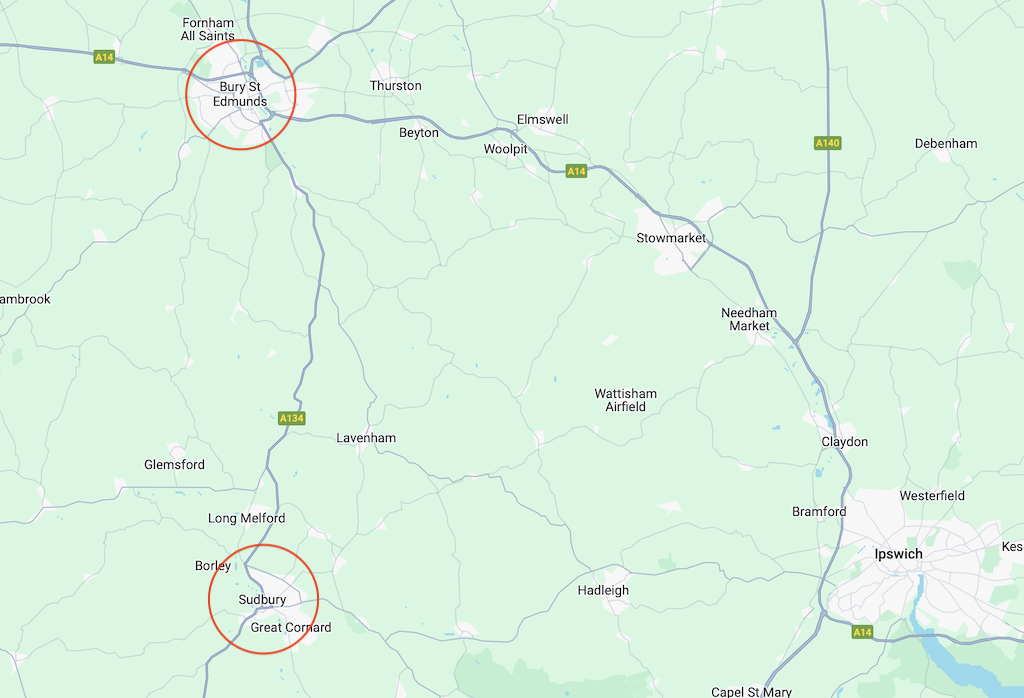 Fornham
All Saints
A14
Bury St
Edmunds
Thurston
Elmswell
Beyton
Woolpit
A140
Debenham
A14
Stowmarket
ambrook
Needham
Market
Wattisham
Airfield
A134
Lavenham
Claydon
Glemsford
Westerfield
Long Melford
Bramford
Ipswich
Kes
Borley
Sudbury
Hadleigh
Great Cornard
A14
Capel St Mary